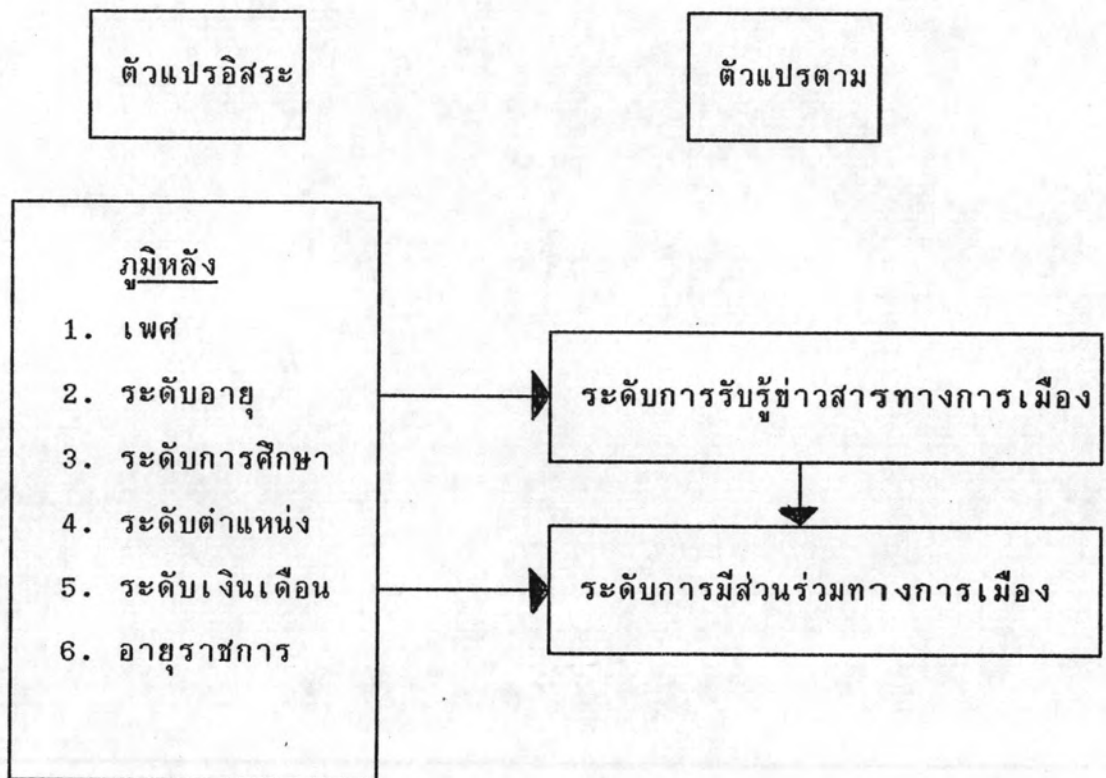 ตัวแปรอิสระ
ตัวแปรตาม
ภูมิหลัง
1. เพศ
2. ระดับอายุ
3. ระดับการศึกษา
4. ระดับตำแหน่ง
5. ระดับเงินเดือน
6. อายุราชการ
ระดับการรับรู้ข่าวสารทางการเมือง
ระดับการมีส่วนร่วมทางการเมือง